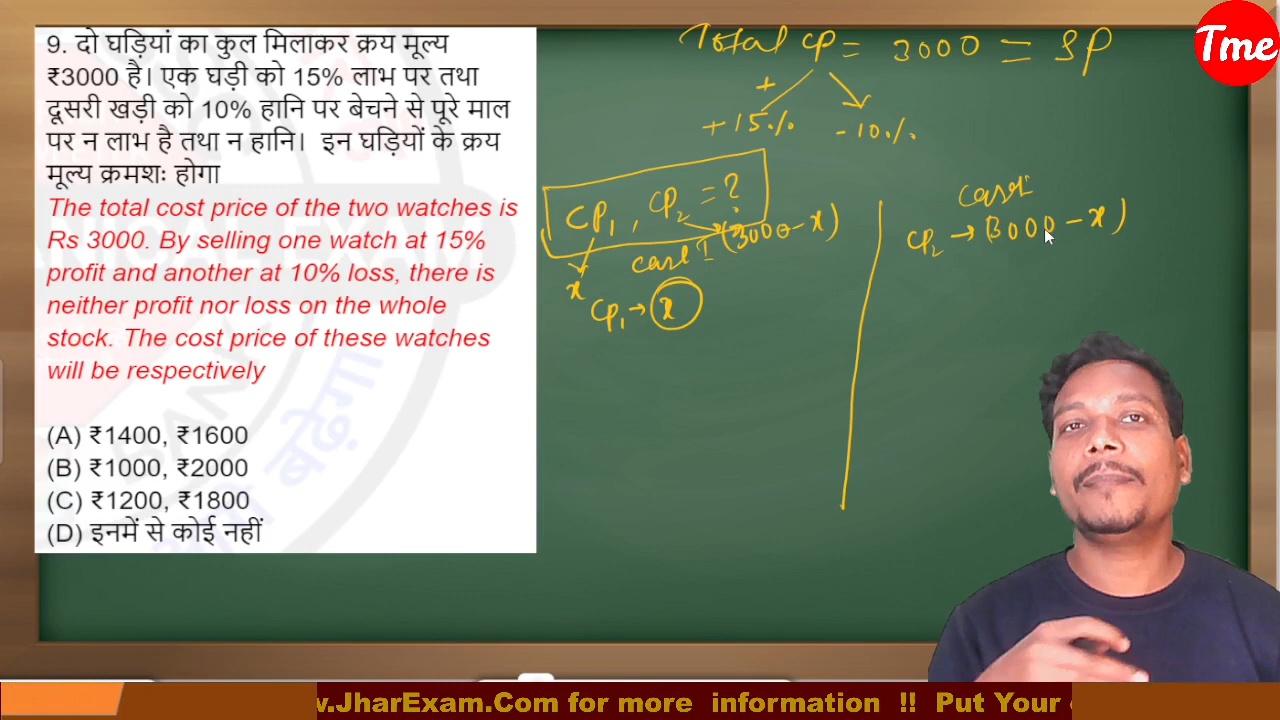 9. दो घड़ियां का कुल मिलाकर क्रय मूल्य
₹3000 है। एक घड़ी को 15% लाभ पर तथा
दूसरी खड़ी को 10% हानि पर बेचने से पूरे माल
पर न लाभ है तथा न हानि। इन घड़ियों के क्रय
मूल्य क्रमशः होगा
The total cost price of the two watches is
Rs 3000. By selling one watch at 15%
profit and another at 10% loss, there is
neither profit nor loss on the whole
stock. The cost price of these watches
will be respectively
(A) ₹1400, ₹1600
(B) ₹1000, ₹2000
(C) ₹1200, ₹1800
(D) इनमें से कोई नहीं
Total CP = 3000 = SP
+
+15% -10%
CP1, CP2 = ?
x
(3000-x)
case I
CP1 → x
case
CP2 → (3000-x)
Tme
w.JharExam.Com for more information !! Put Your